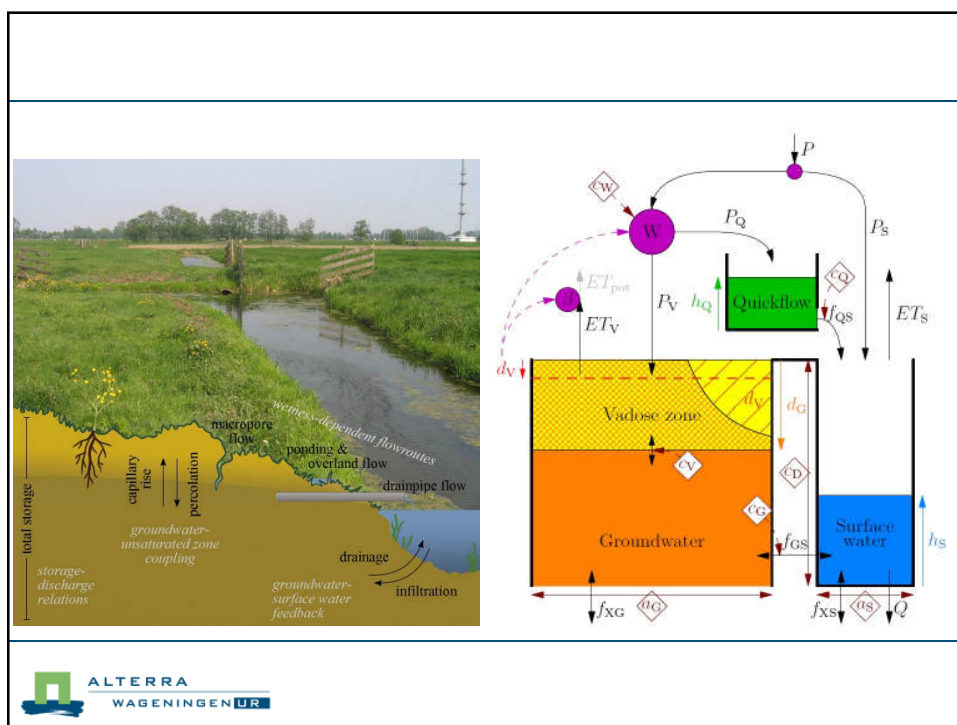 wetness-dependent flowroutes
macropore
flow
ponding &
overland flow
drainpipe flow
total storage
capillary
rise
percolation
groundwater-
unsaturated zone
coupling
storage-
discharge
relations
drainage
infiltration
groundwater-
surface water
feedback
P
cW
W
PQ
PS
ETpot
β
ETV
PV
hQ
Quickflow
cQ
fQS
ETS
dV
Vadose zone
dV
dG
cV
cD
cG
Groundwater
fGS
Surface
water
hS
fXG
aG
fXS
aS
Q
ALTERRA
WAGENINGEN UR